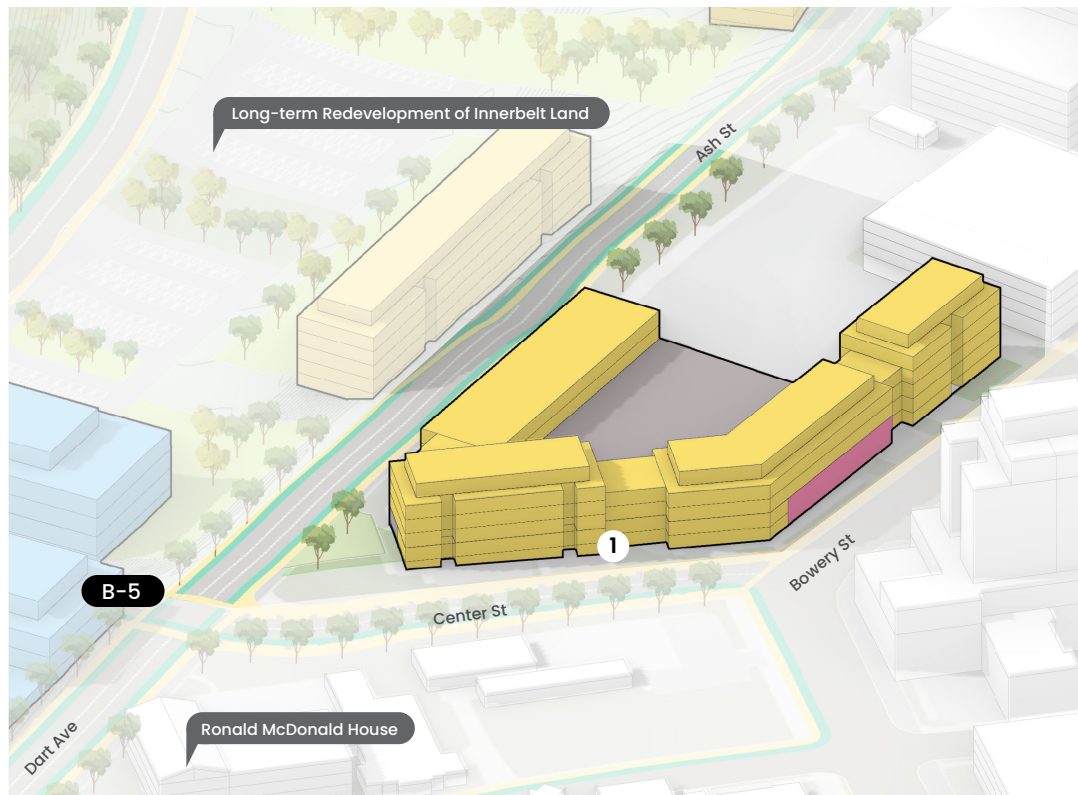 Long-term Redevelopment of Innerbelt Land
Ash St
1
Bowery St
B-5
Center St
Ronald McDonald House
Dart Ave